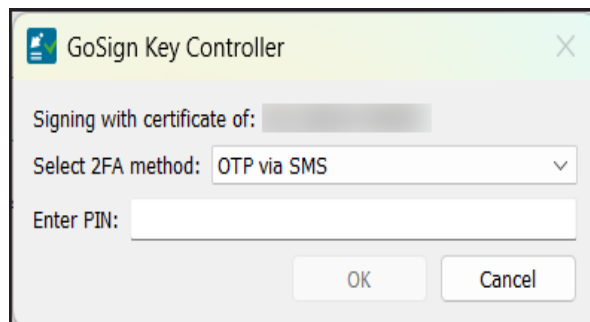 GoSign Key Controller
Signing with certificate of:
Select 2FA method: OTP via SMS
Enter PIN:
OK Cancel